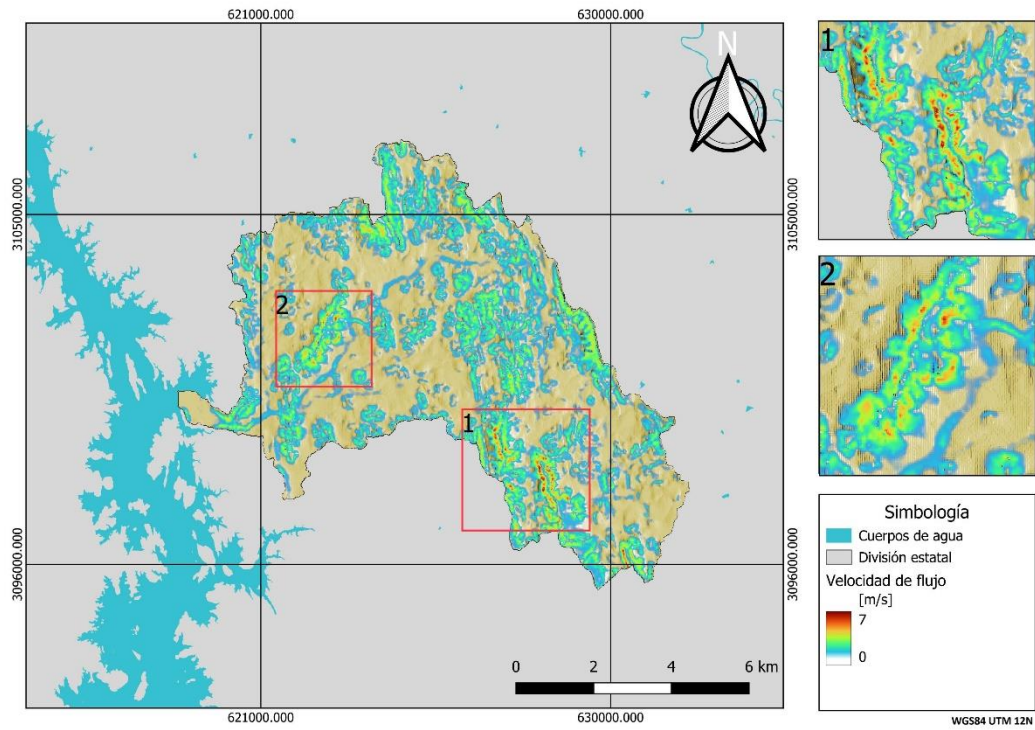 621000.000
630000.000
N
3105000.000
3105000.000
2
1
3096000.000
3096000.000
0 2 4 6 km
621000.000
630000.000
1
2
Simbología
Cuerpos de agua
División estatal
Velocidad de flujo
[m/s]
7
0
WGS84 UTM 12N